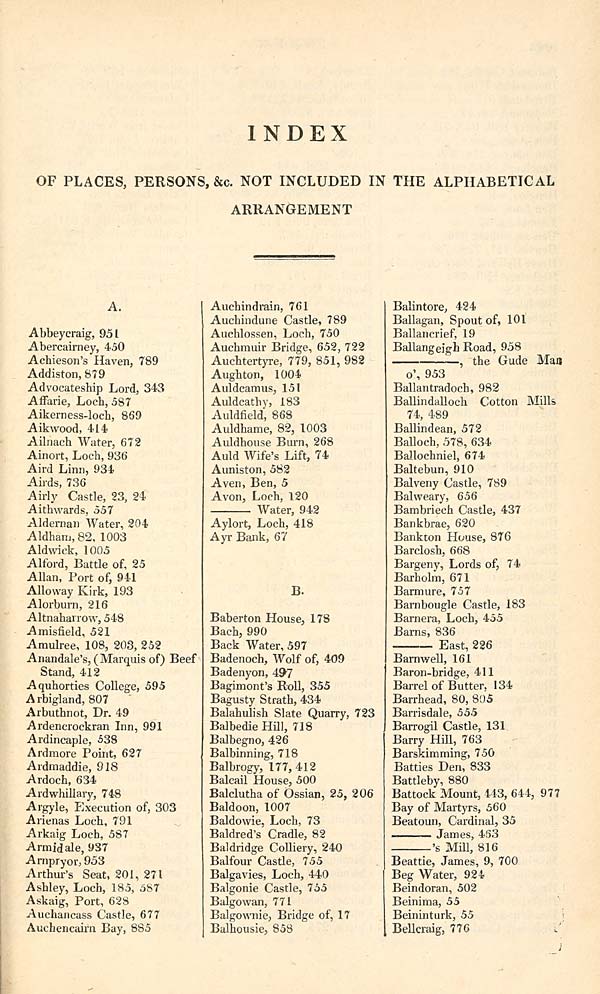 INDEX
OF PLACES, PERSONS, &c. NOT INCLUDED IN THE ALPHABETICAL
ARRANGEMENT
A.
Abbeycraig, 951
Abercairney, 450
Achieson's Haven, 789
Addiston, 879
Advocateship Lord, 343
Affarie, Loch, 587
Aikerness-loch, 869
Aikwood, 414
Ailnach Water, 672
Ainort, Loch, 936
Aird Linn, 934
Airds, 736
Airly Castle, 23, 24
Aithwards, 557
Aldernan Water, 204
Aldham, 82, 1003
Aldwick, 1005
Alford, Battle of, 25
Allan, Port of, 941
Alloway Kirk, 193
Alorburn, 216
Altnaharrow, 548
Amisfield, 521
Amulree, 108, 203, 252
Anandale's, (Marquis of) Beef
Stand, 412
Aquhorties College, 595
Arbigland, 807
Arbuthnot, Dr. 49
Ardencrockran Inn, 991
Ardincaple, 538
Ardmore Point, 627
Ardmaddie, 918
Ardoch, 634
Ardwhillary, 748
Argyle, Execution of, 303
Arienas Loch, 791
Arkaig Loch, 587
Armidale, 937
Arnpryor, 953
Arthur's Seat, 201, 271
Ashley, Loch, 185, 587
Askaig, Port, 628
Auchancass Castle, 677
Auchencairn Bay, 885
Auchindrain, 761
Auchindune Castle, 789
Auchlossen, Loch, 750
Auchmuir Bridge, 652, 722
Auchtertyre, 779, 851, 982
Aughton, 1004
Auldcamus, 151
Auldcathy, 183
Auldfield, 868
Auldhame, 82, 1003
Auldhouse Burn, 268
Auld Wife's Lift, 74
Auniston, 582
Aven, Ben, 5
Avon, Loch, 120
——— Water, 942
Aylort, Loch, 418
Ayr Bank, 67
B.
Baberton House, 178
Bach, 990
Back Water, 597
Badenoch, Wolf of, 409
Badenyon, 497
Bagimont's Roll, 355
Bagusty Strath, 434
Balahulish Slate Quarry, 723
Balbedie Hill, 718
Balbegno, 426
Balbinning, 718
Balbrogy, 177, 412
Balcail House, 500
Balclutha of Ossian, 25, 206
Baldoon, 1007
Baldowie, Loch, 73
Baldred's Cradle, 82
Baldridge Colliery, 240
Balfour Castle, 755
Balgavies, Loch, 440
Balgonie Castle, 755
Balgowan, 771
Balgownie, Bridge of, 17
Balhousie, 858
Balintore, 424
Ballagan, Spout of, 101
Ballancrief, 19
Ballangeigh Road, 958
———, the Gude Man
o', 953
Ballantradoch, 982
Ballindalloch Cotton Mills
74, 489
Ballindean, 572
Balloch, 578, 634
Ballochniel, 674
Baltebun, 910
Balveny Castle, 789
Balweary, 656
Bambriech Castle, 437
Bankbrae, 620
Bankton House, 876
Barclosh, 668
Bargeny, Lords of, 74
Barholm, 671
Barmure, 757
Barnbougle Castle, 183
Barnera, Loch, 455
Barns, 836
——— East, 226
Barnwell, 161
Baron-bridge, 411
Barrel of Butter, 134
Barrhead, 80, 805
Barrisdale, 555
Barrogil Castle, 131
Barry Hill, 763
Barskimming, 750
Batties Den, 833
Battleby, 880
Battock Mount, 443, 644, 977
Bay of Martyrs, 560
Beatoun, Cardinal, 35
——— James, 463
———'s Mill, 816
Beattie, James, 9, 700
Beg Water, 924
Beindoran, 502
Beinima, 55
Beininturk, 55
Bellcraig, 776